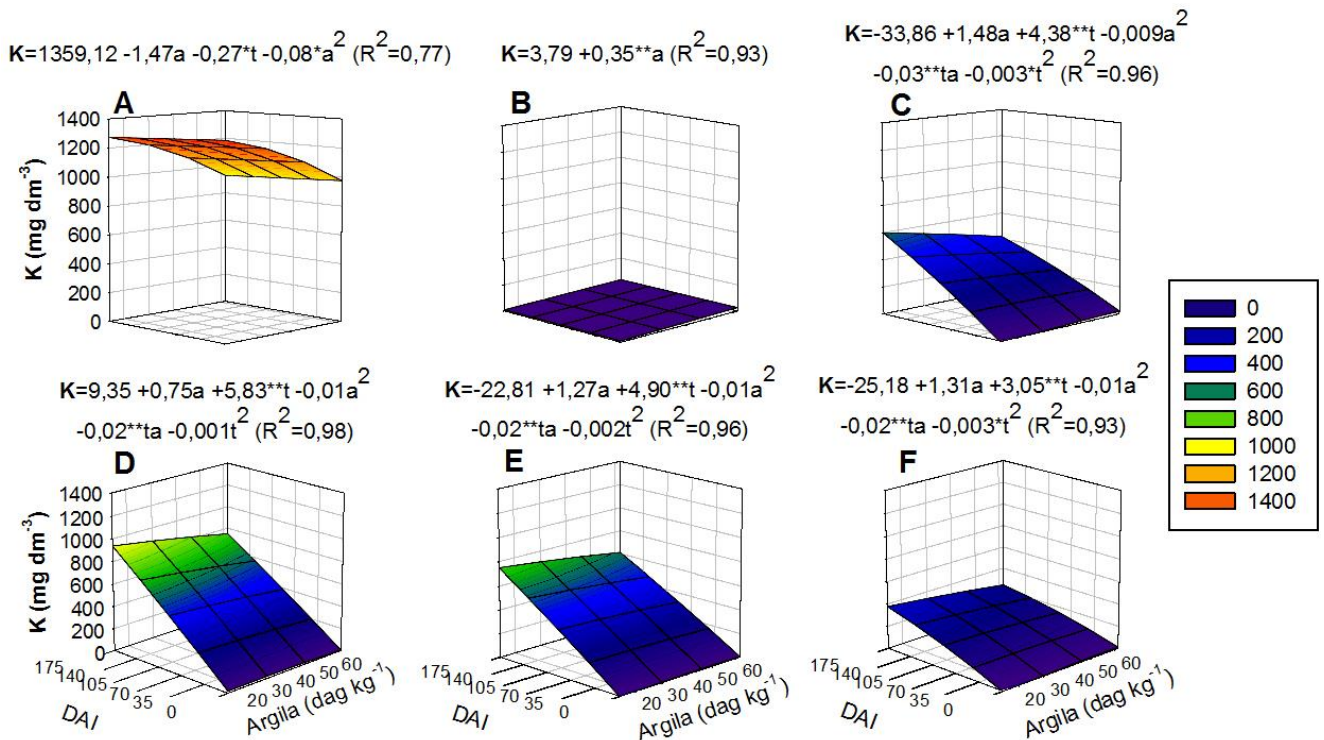 K=1359,12 -1,47a -0,27*t -0,08*a² (R²=0,77)
K=3,79 +0,35**a (R²=0,93)
K=-33,86 +1,48a +4,38**t -0,009a²
-0,03**ta -0,003*t² (R²=0.96)
A
B
C
K (mg dm⁻³)
1400
1200
1000
800
600
400
200
0
0
200
400
600
800
1000
1200
1400
K=9,35 +0,75a +5,83**t -0,01a²
-0,02**ta -0,001t² (R²=0,98)
K=-22,81 +1,27a +4,90**t -0,01a²
-0,02**ta -0,002t² (R²=0,96)
K=-25,18 +1,31a +3,05**t -0,01a²
-0,02**ta -0,003*t² (R²=0,93)
D
E
F
K (mg dm⁻³)
1400
1200
1000
800
600
400
200
0
175 140 105 70 35 0
DAI
20 30 40 50 60
Argila (dag kg⁻¹)
175 140 105 70 35 0
DAI
20 30 40 50 60
Argila (dag kg⁻¹)
175 140 105 70 35 0
DAI
20 30 40 50 60
Argila (dag kg⁻¹)